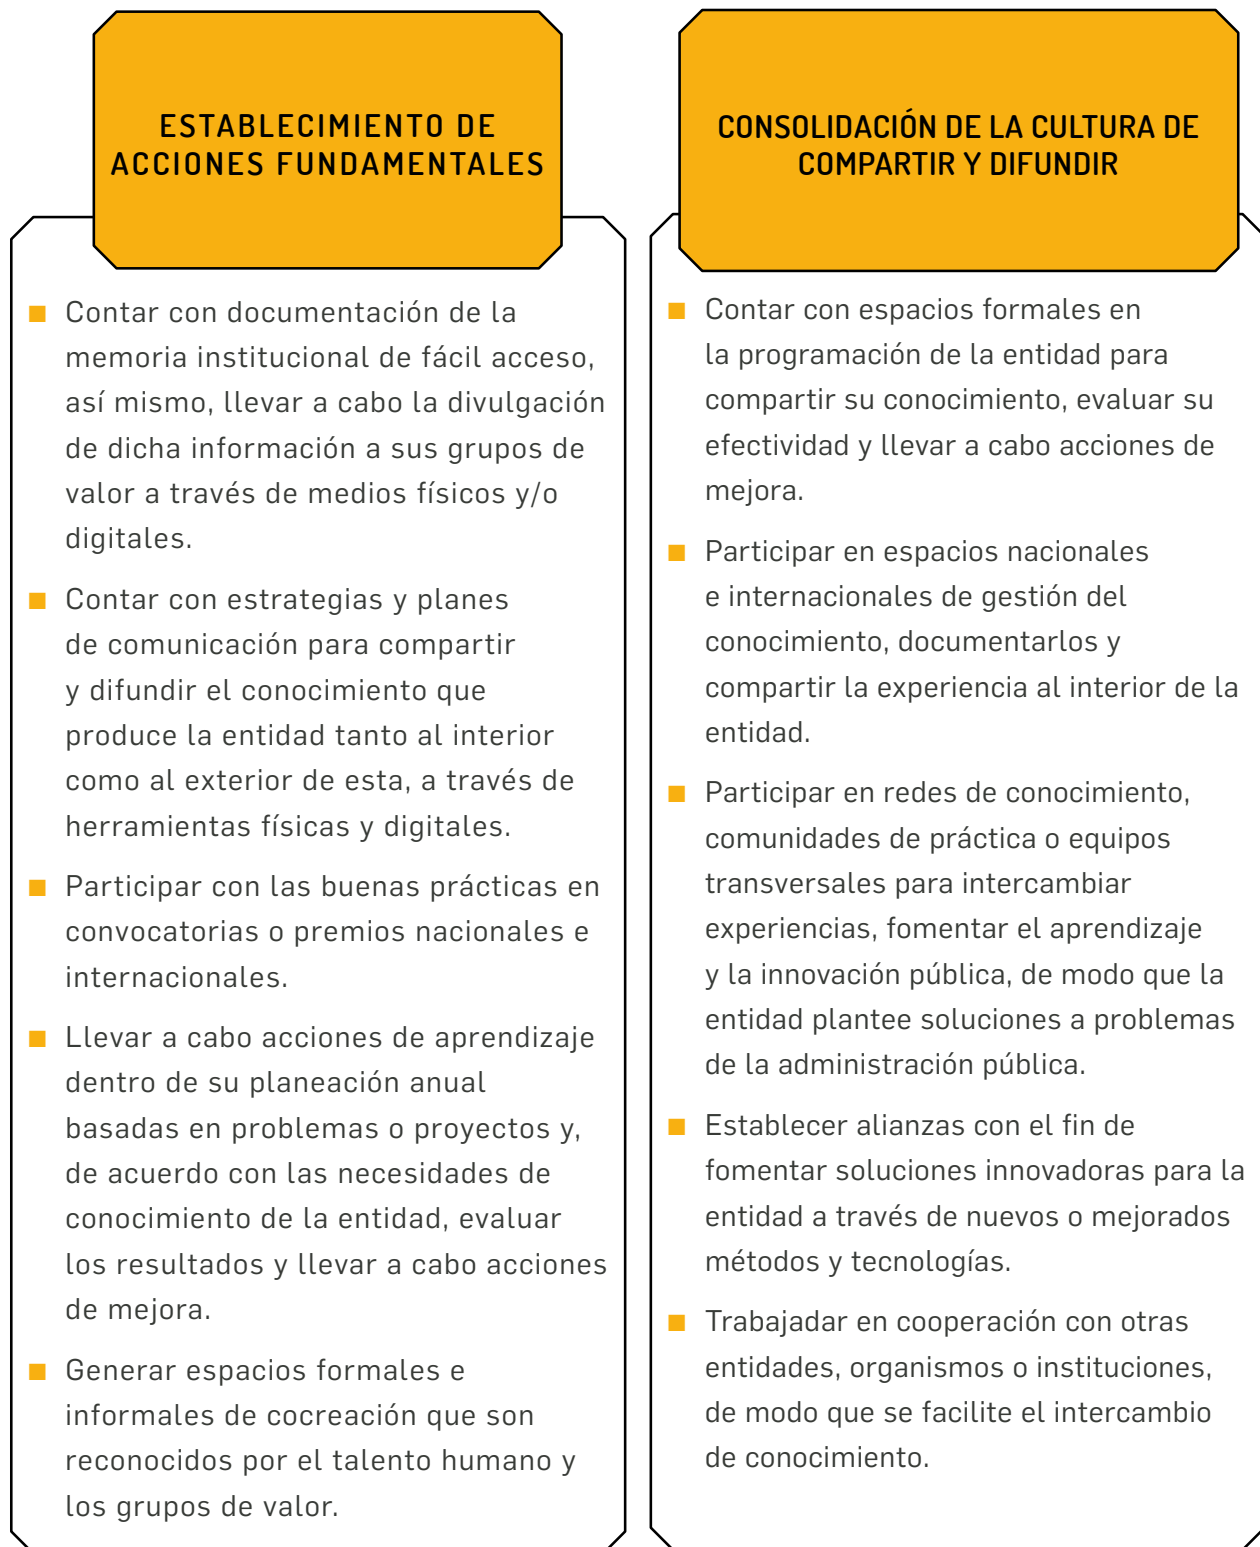 ESTABLECIMIENTO DE
ACCIONES FUNDAMENTALES
Contar con documentación de la
memoria institucional de fácil acceso,
así mismo, llevar a cabo la divulgación
de dicha información a sus grupos de
valor a través de medios físicos y/o
digitales.
Contar con estrategias y planes
de comunicación para compartir
y difundir el conocimiento que
produce la entidad tanto al interior
como al exterior de esta, a través de
herramientas físicas y digitales.
Participar con las buenas prácticas en
convocatorias o premios nacionales e
internacionales.
Llevar a cabo acciones de aprendizaje
dentro de su planeación anual
basadas en problemas o proyectos y,
de acuerdo con las necesidades de
conocimiento de la entidad, evaluar
los resultados y llevar a cabo acciones
de mejora.
Generar espacios formales e
informales de cocreación que son
reconocidos por el talento humano y
los grupos de valor.
CONSOLIDACIÓN DE LA CULTURA DE
COMPARTIR Y DIFUNDIR
Contar con espacios formales en
la programación de la entidad para
compartir su conocimiento, evaluar su
efectividad y llevar a cabo acciones de
mejora.
Participar en espacios nacionales
e internacionales de gestión del
conocimiento, documentarlos y
compartir la experiencia al interior de la
entidad.
Participar en redes de conocimiento,
comunidades de práctica o equipos
transversales para intercambiar
experiencias, fomentar el aprendizaje
y la innovación pública, de modo que la
entidad plantee soluciones a problemas
de la administración pública.
Establecer alianzas con el fin de
fomentar soluciones innovadoras para la
entidad a través de nuevos o mejorados
métodos y tecnologías.
Trabajadar en cooperación con otras
entidades, organismos o instituciones,
de modo que se facilite el intercambio
de conocimiento.